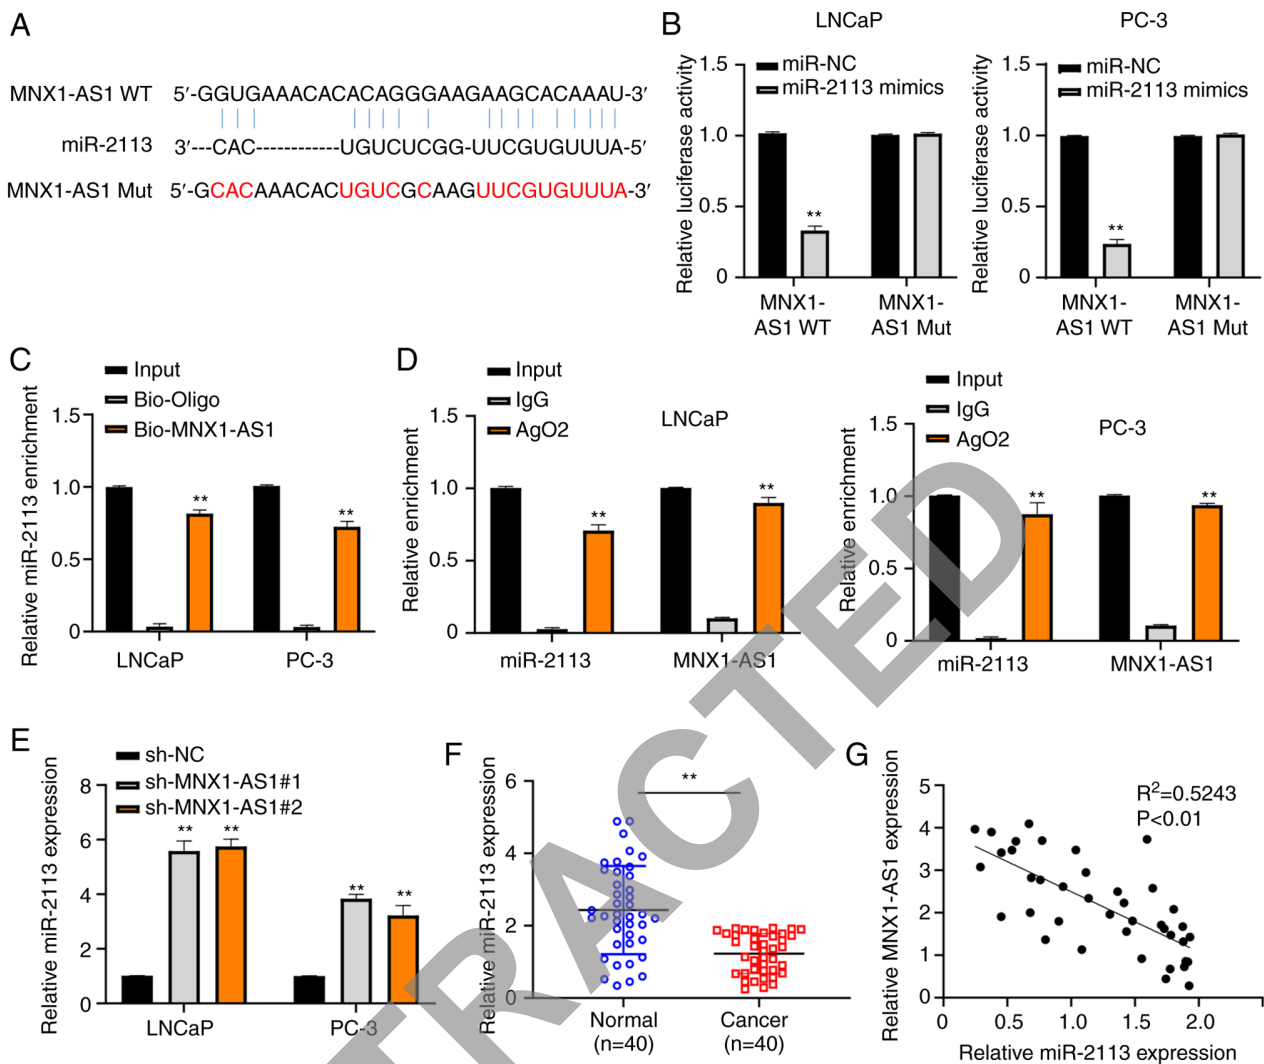 A
MNX1-AS1 WT 5′-GGUGAAACACACAGGGAAGAAGCACAAAU-3′
miR-2113 3′---CAC------------UGUCUCGG-UUCGUGUUUA-5′
MNX1-AS1 Mut 5′-GCACAAACACUGUCGCAAGUUCGUGUUUA-3′
B
LNCaP
Relative luciferase activity
1.5
1.0
0.5
0
miR-NC
miR-2113 mimics
**
MNX1-
AS1 WT
MNX1-
AS1 Mut
PC-3
Relative luciferase activity
1.5
1.0
0.5
0
miR-NC
miR-2113 mimics
**
MNX1-
AS1 WT
MNX1-
AS1 Mut
C
Input
Bio-Oligo
Bio-MNX1-AS1
Relative miR-2113 enrichment
1.5
1.0
0.5
0
**
**
LNCaP
PC-3
D
Input
IgG
AgO2
LNCaP
Relative enrichment
1.5
1.0
0.5
0
**
**
miR-2113
MNX1-AS1
Input
IgG
AgO2
PC-3
Relative enrichment
1.5
1.0
0.5
0
**
**
miR-2113
MNX1-AS1
E
sh-NC
sh-MNX1-AS1#1
sh-MNX1-AS1#2
Relative miR-2113 expression
8
6
4
2
0
** **
** **
LNCaP
PC-3
F
Relative miR-2113 expression
6
4
2
0
**
Normal
(n=40)
Cancer
(n=40)
G
Relative MNX1-AS1 expression
5
4
3
2
1
0
R²=0.5243
P<0.01
0 0.5 1.0 1.5 2.0
Relative miR-2113 expression
TRACTED